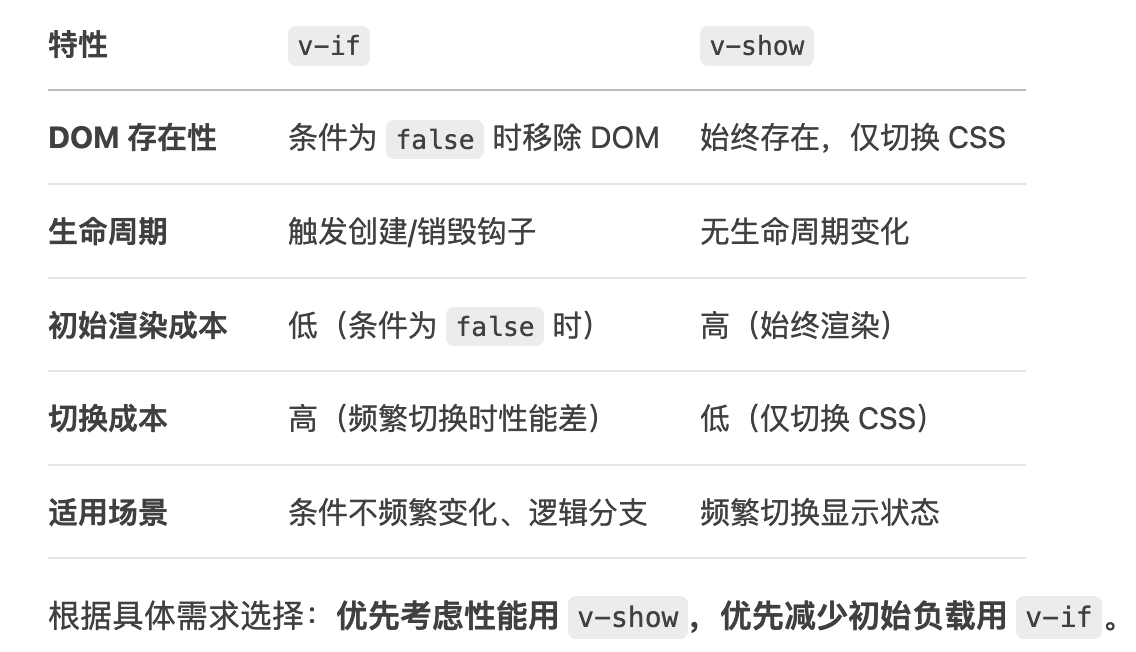 特性 v-if v-show
DOM 存在性 条件为 false 时移除 DOM 始终存在，仅切换 CSS
生命周期 触发创建/销毁钩子 无生命周期变化
初始渲染成本 低（条件为 false 时） 高（始终渲染）
切换成本 高（频繁切换时性能差） 低（仅切换 CSS）
适用场景 条件不频繁变化、逻辑分支 频繁切换显示状态
根据具体需求选择：优先考虑性能用 v-show，优先减少初始负载用 v-if。